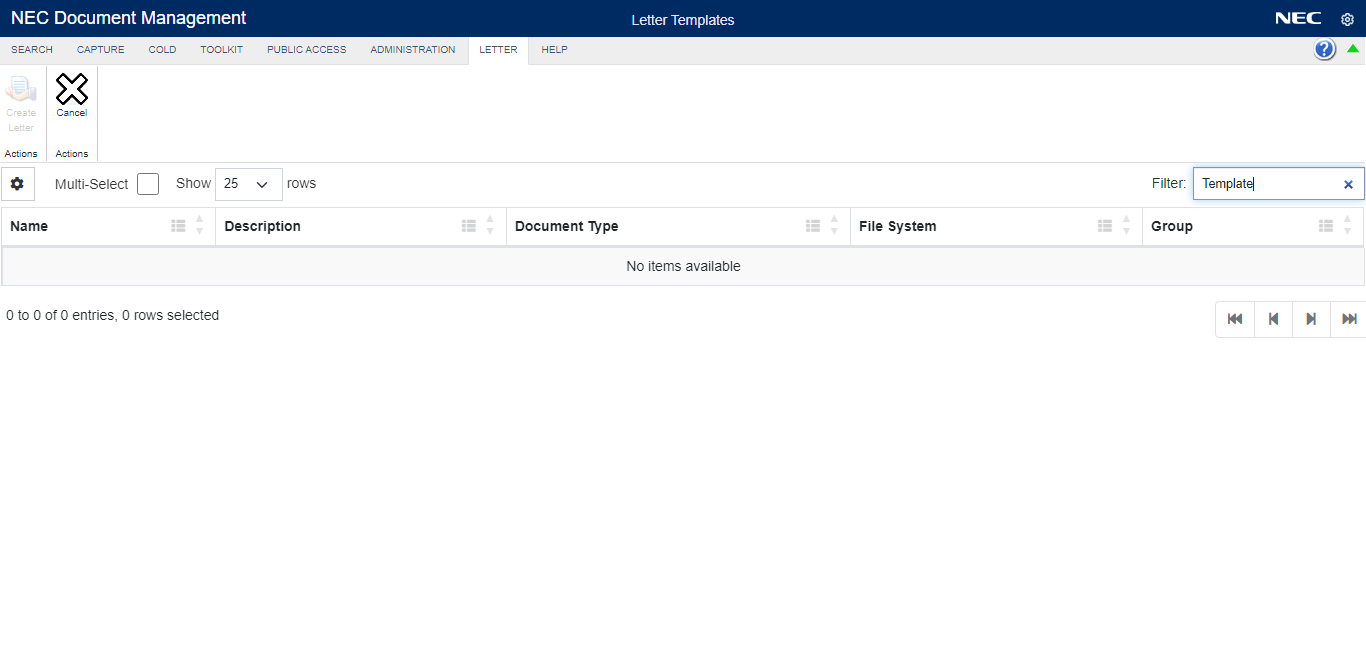 NEC Document Management
Letter Templates
NEC
SEARCH CAPTURE COLD TOOLKIT PUBLIC ACCESS ADMINISTRATION LETTER HELP
?
Create
Letter
Actions
Cancel
Actions
Multi-Select Show 25 rows
Filter: Template
Name Description Document Type File System Group
No items available
0 to 0 of 0 entries, 0 rows selected